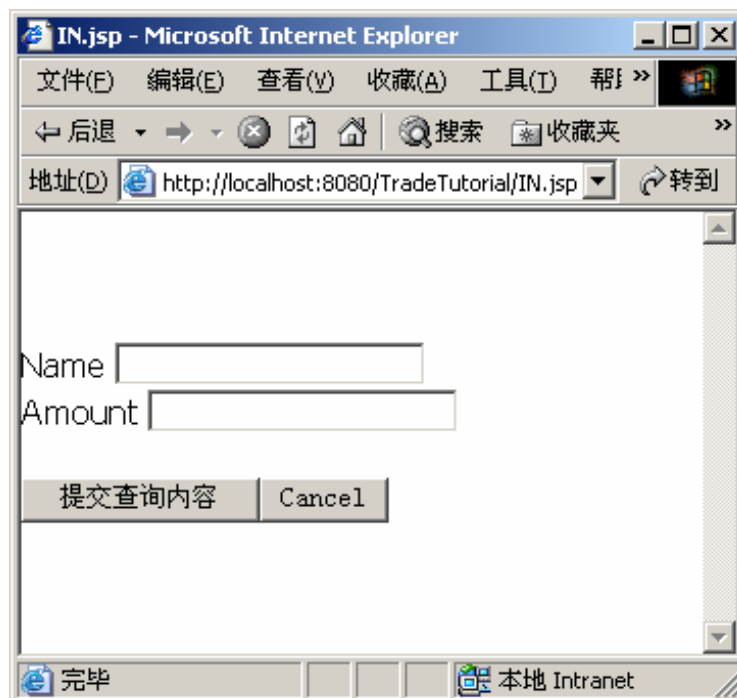 IN.jsp - Microsoft Internet Explorer
文件(F) 编辑(E) 查看(V) 收藏(A) 工具(T) »
后退 搜索 收藏夹 »
地址(D) http://localhost:8080/TradeTutorial/IN.jsp 转到
Name
Amount
提交查询内容 Cancel
完毕 本地 Intranet